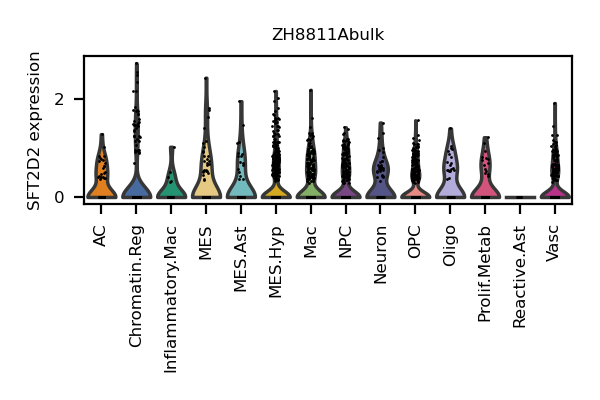 ZH8811Abulk
SFT2D2 expression
2
0
AC
Chromatin.Reg
Inflammatory.Mac
MES
MES.Ast
MES.Hyp
Mac
NPC
Neuron
OPC
Oligo
Prolif.Metab
Reactive.Ast
Vasc